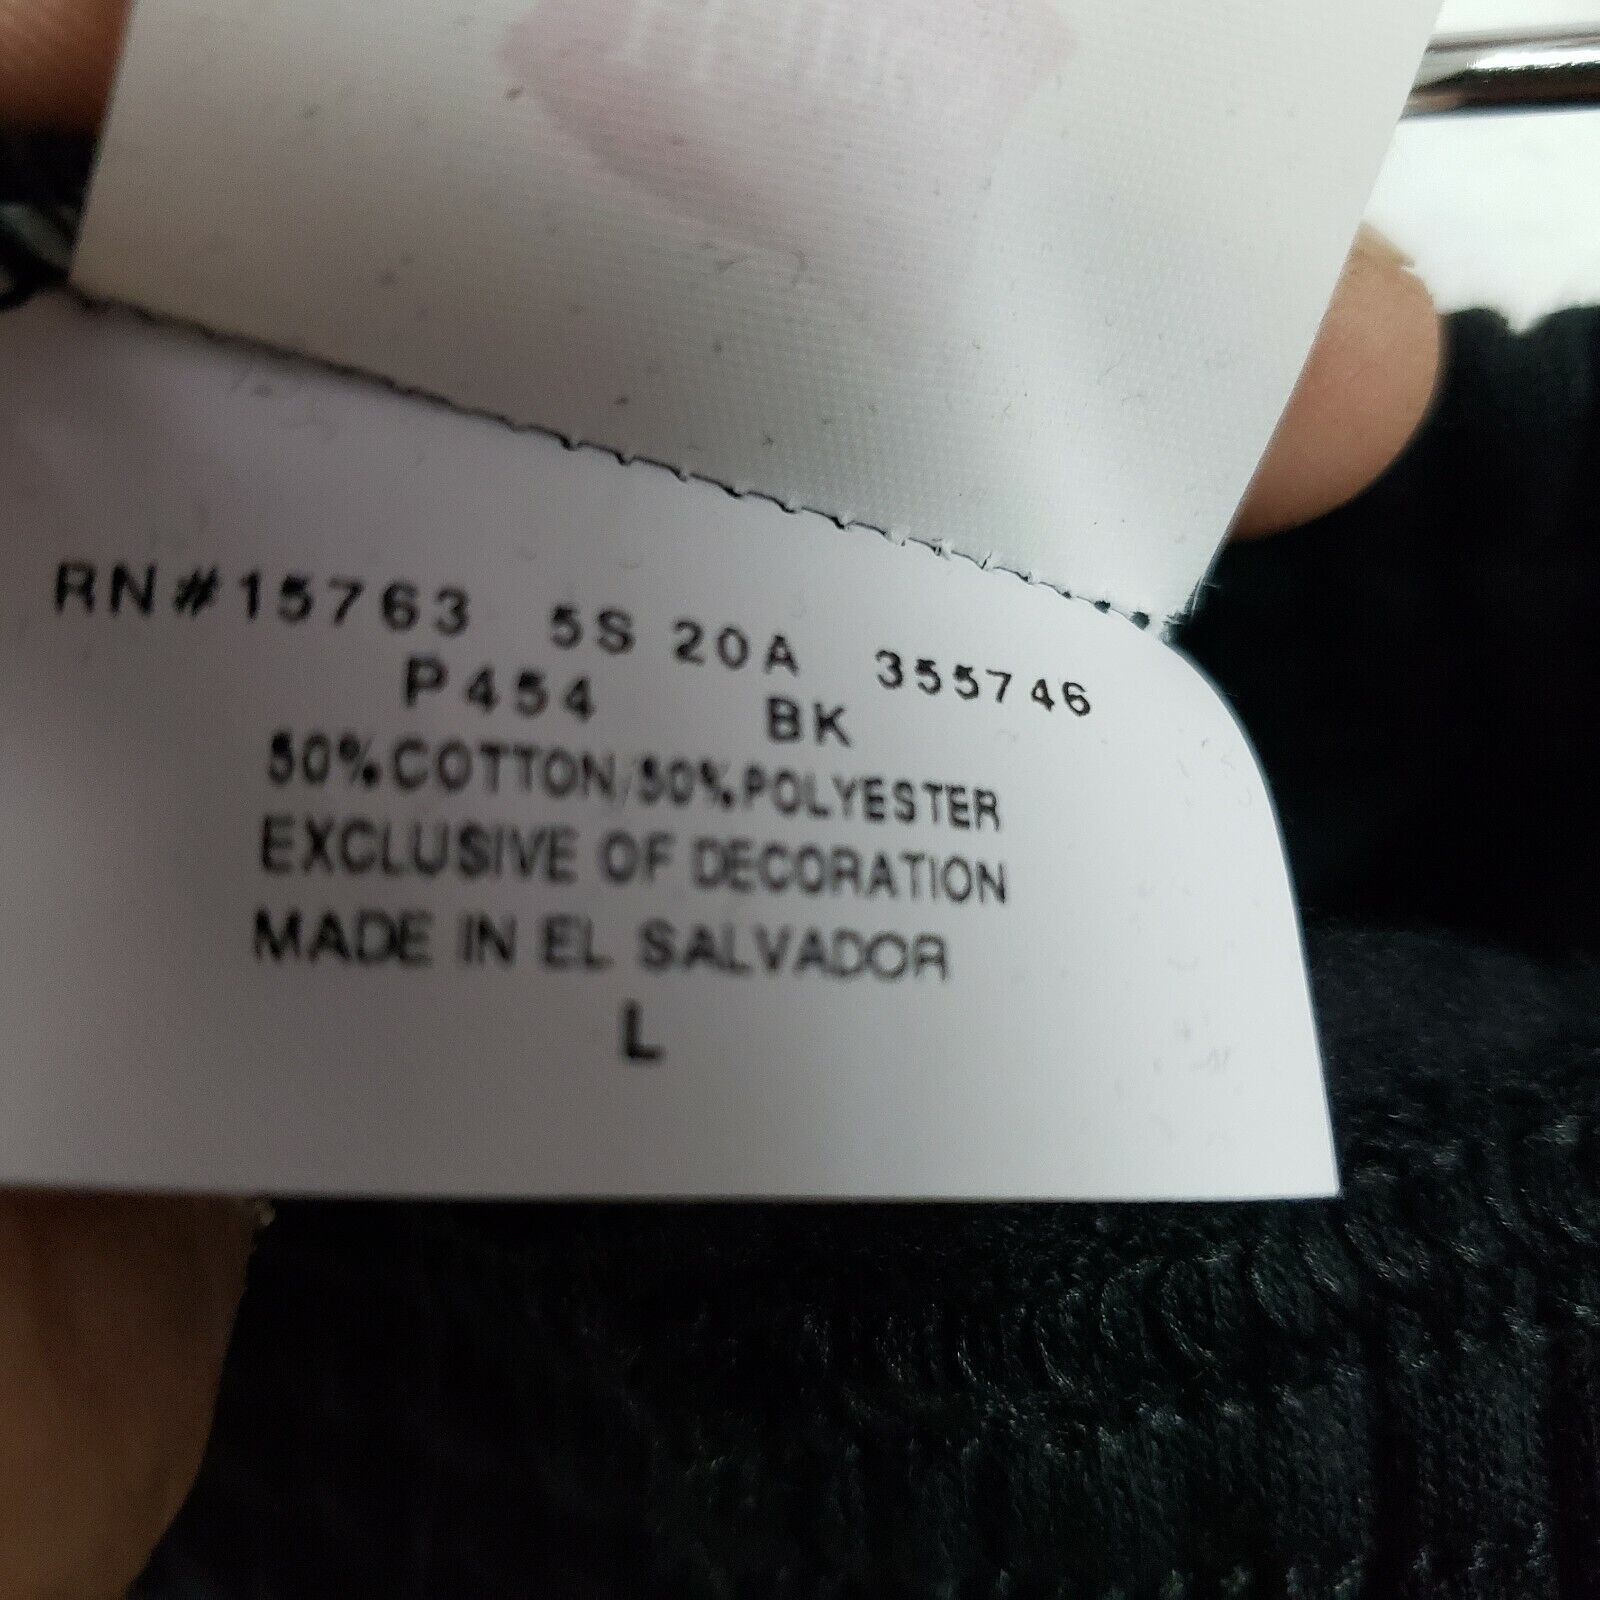 RN#15763 5S 20A 355746
P454 BK
50%COTTON/50%POLYESTER
EXCLUSIVE OF DECORATION
MADE IN EL SALVADOR
L